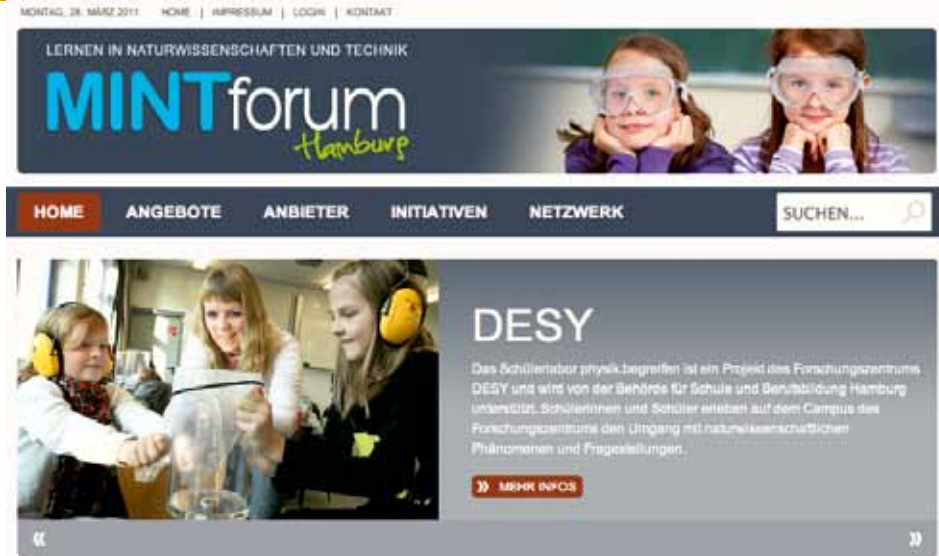 MONTAG, 28. MÄRZ 2011 HOME | IMPRESSUM | LOGIN | KONTAKT
LERNEN IN NATURWISSENSCHAFTEN UND TECHNIK
MINTforum
Hamburg
HOME ANGEBOTE ANBIETER INITIATIVEN NETZWERK SUCHEN...
DESY
Das Schülerlabor physik.begreifen ist ein Projekt des Forschungszentrums
DESY und wird von der Behörde für Schule und Berufsbildung Hamburg
unterstützt. Schülerinnen und Schüler erleben auf dem Campus des
Forschungszentrums den Umgang mit naturwissenschaftlichen
Phänomenen und Fragestellungen.
» MEHR INFOS
« »